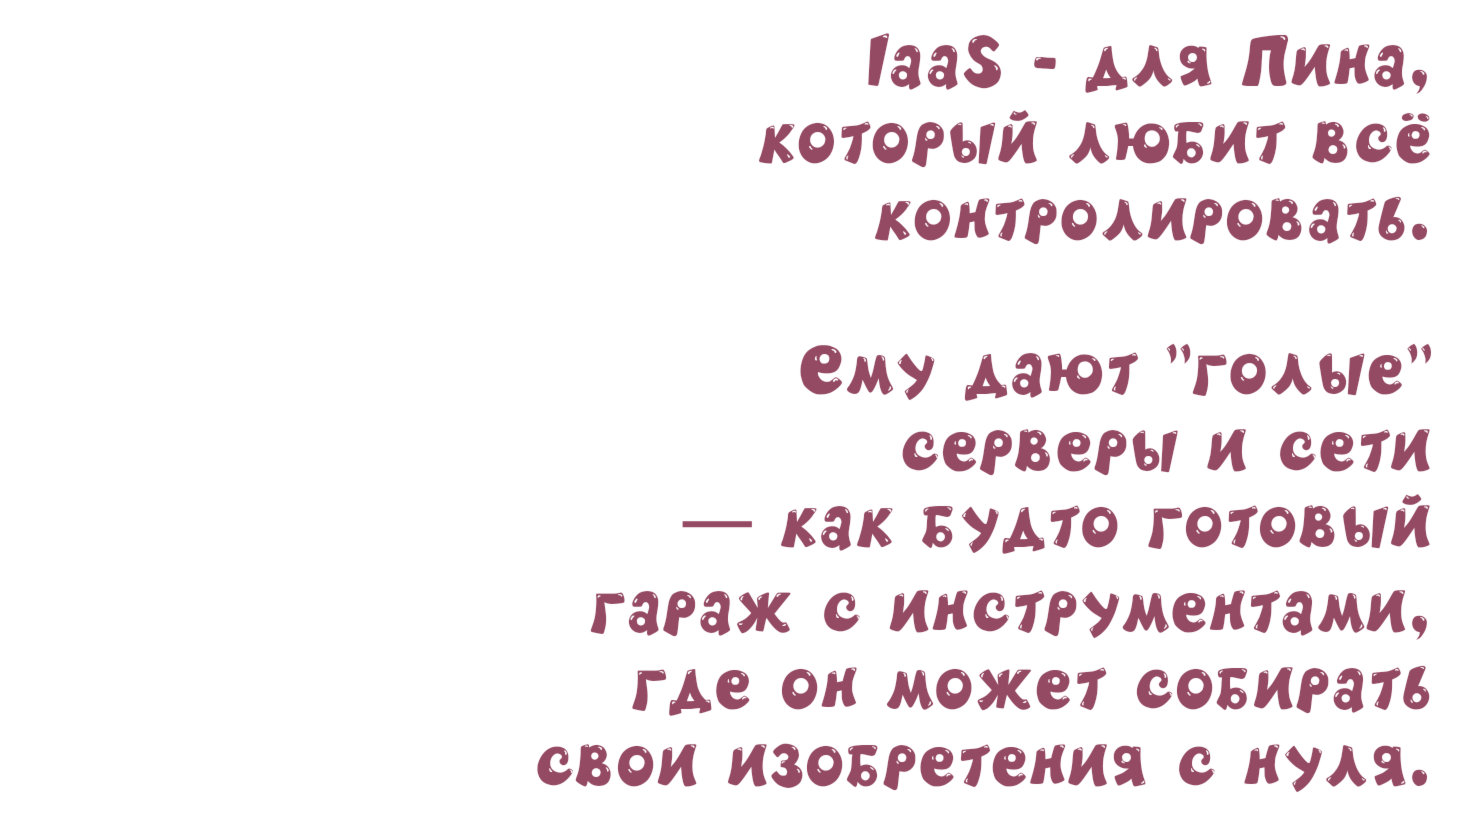 IaaS - для Пина,
который любит всё
контролировать.
Ему дают "голые"
серверы и сети
— как будто готовый
гараж с инструментами,
где он может собирать
свои изобретения с нуля.